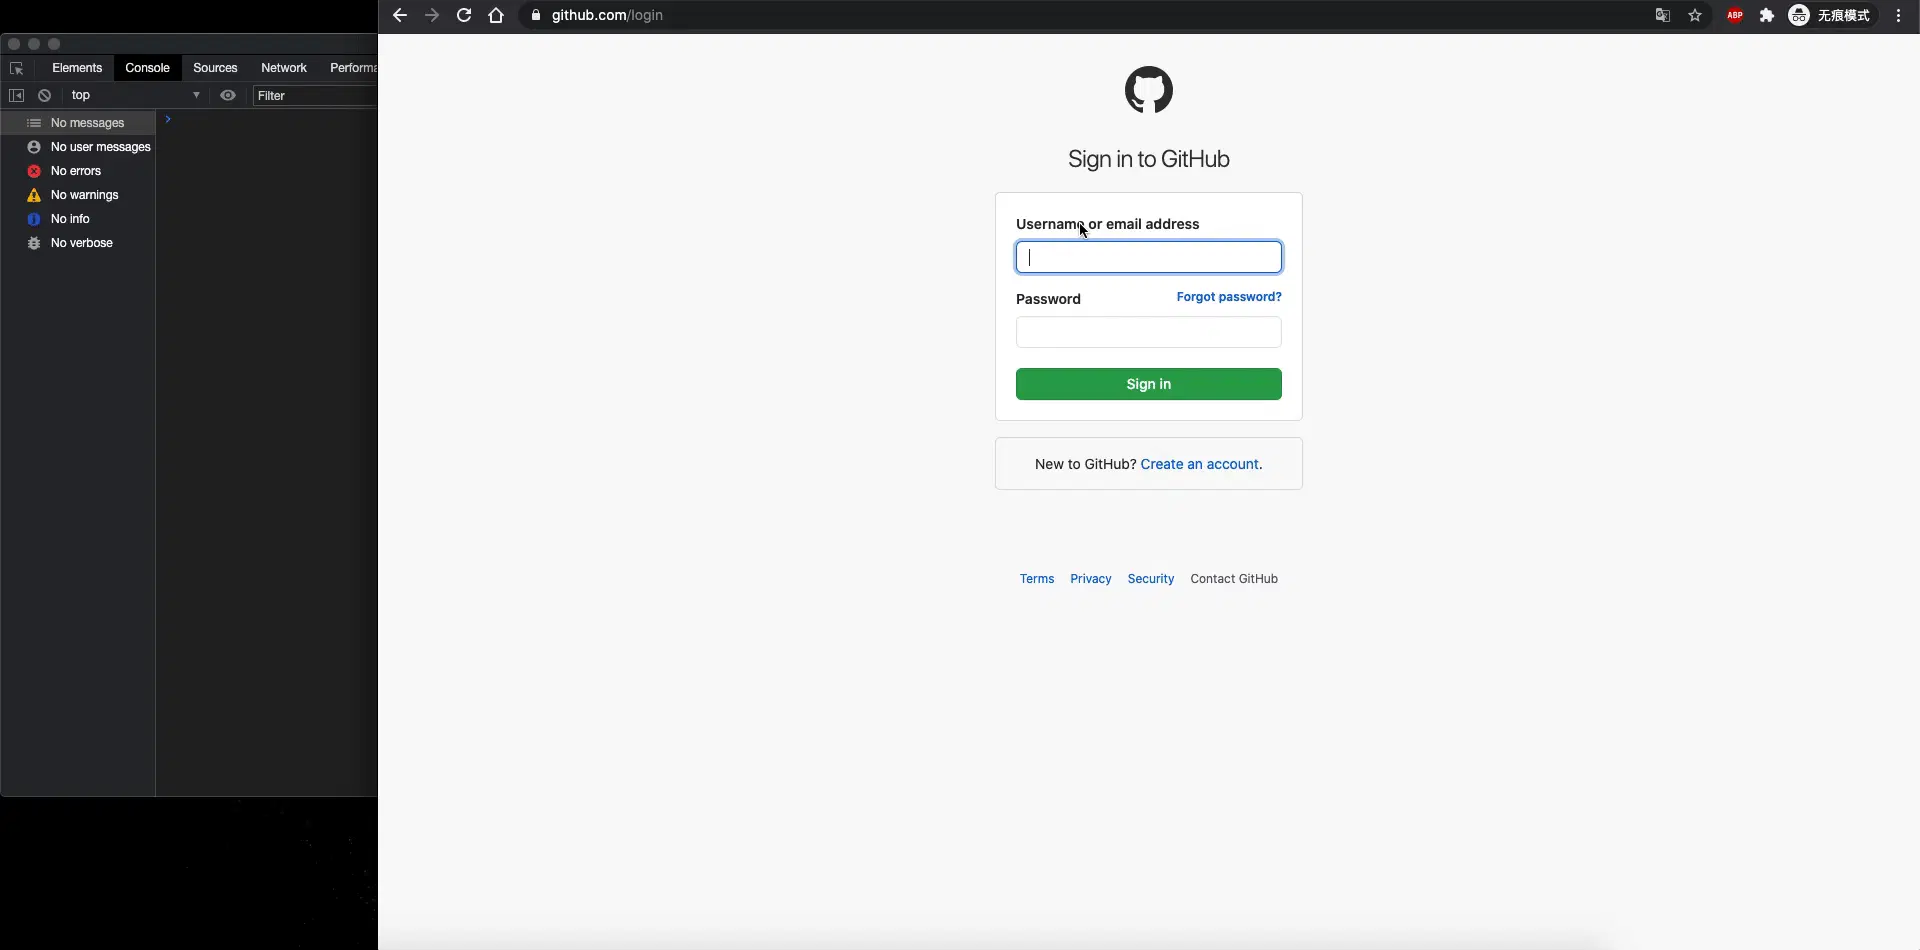 github.com/login
ABP
无痕模式
Elements
Console
Sources
Network
Performa
top
Filter
No messages
No user messages
No errors
No warnings
No info
No verbose
Sign in to GitHub
Username or email address
Password
Forgot password?
Sign in
New to GitHub? Create an account.
Terms
Privacy
Security
Contact GitHub